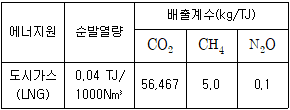 에너지원 순발열량 배출계수(kg/TJ)
CO2 CH4 N2O
도시가스 (LNG) 0.04 TJ/ 1000Nm³ 56,467 5.0 0.1